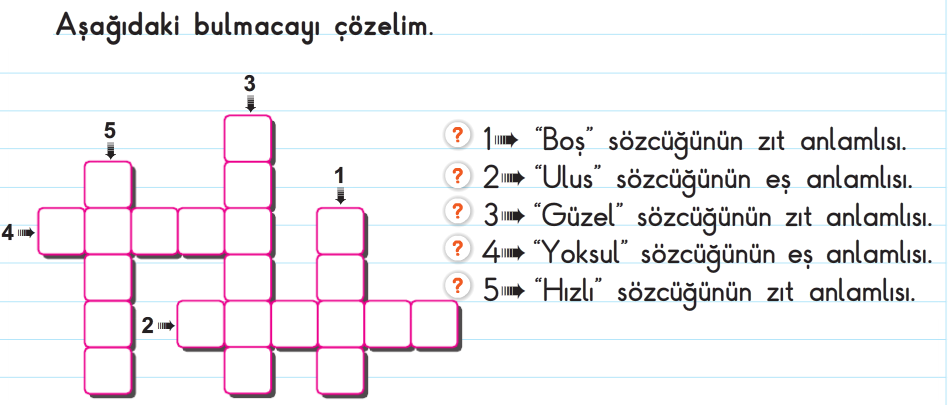 Aşağıdaki bulmacayı çözelim.
3
5
1
4
2
? 1 "Boş" sözcüğünün zıt anlamlısı.
? 2 "Ulus" sözcüğünün eş anlamlısı.
? 3 "Güzel" sözcüğünün zıt anlamlısı.
? 4 "Yoksul" sözcüğünün eş anlamlısı.
? 5 "Hızlı" sözcüğünün zıt anlamlısı.